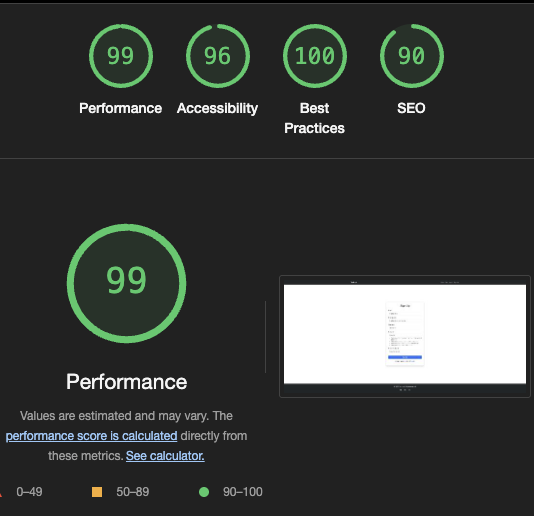 99
96
100
90
Performance
Accessibility
Best
Practices
SEO
99
Performance
Values are estimated and may vary. The
performance score is calculated directly from
these metrics. See calculator.
0–49
50–89
90–100